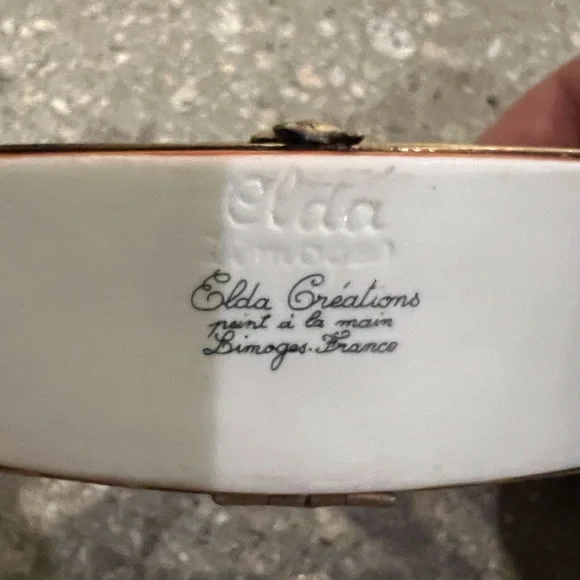 Elda
Elda Créations
peint à la main
Limoges-France